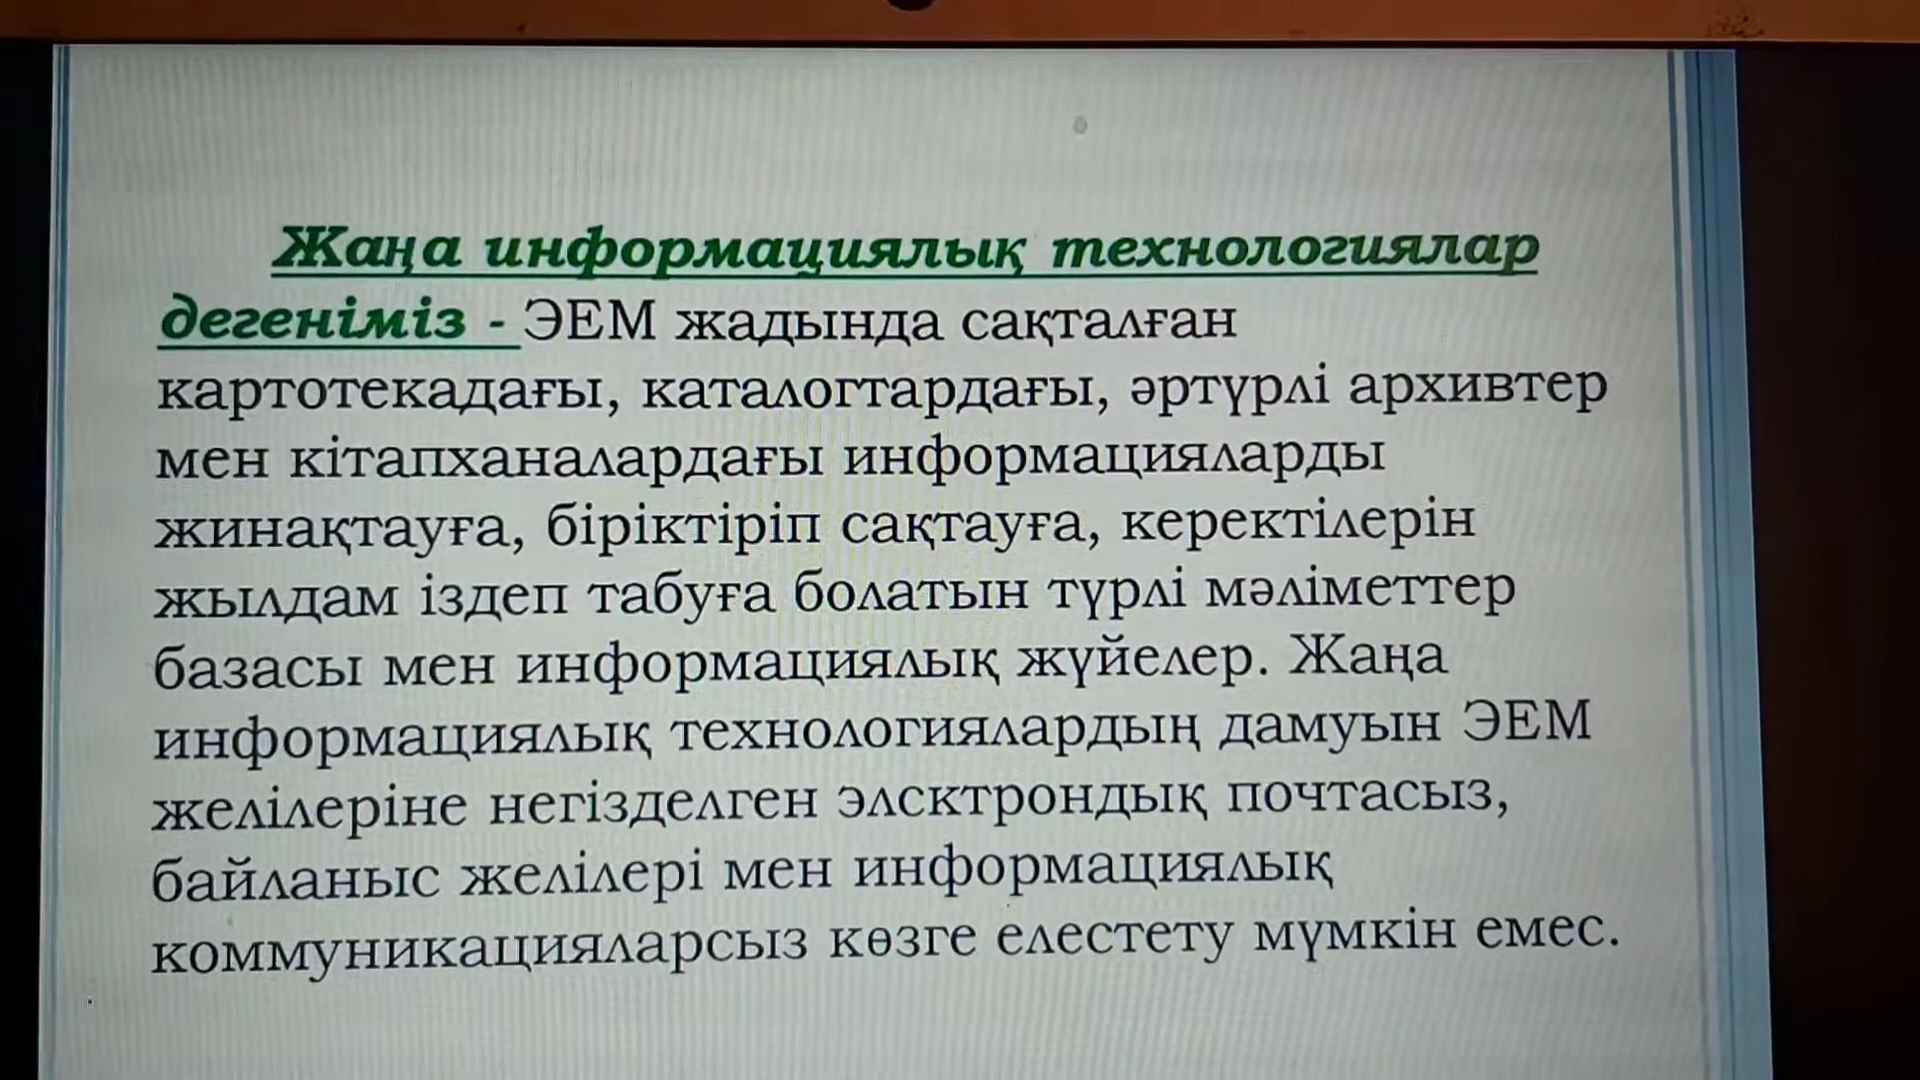 Жаңа информациялық технологиялар
дегеніміз - ЭЕМ жадында сақталған
картотекадағы, каталогтардағы, әртүрлі архивтер
мен кітапханалардағы информацияларды
жинақтауға, біріктіріп сақтауға, керектілерін
жылдам іздеп табуға болатын түрлі мәліметтер
базасы мен информациялық жүйелер. Жаңа
информациялық технологиялардың дамуын ЭЕМ
желілеріне негізделген элсктрондық почтасыз,
байланыс желілері мен информациялық
коммуникацияларсыз көзге елестету мүмкін емес.